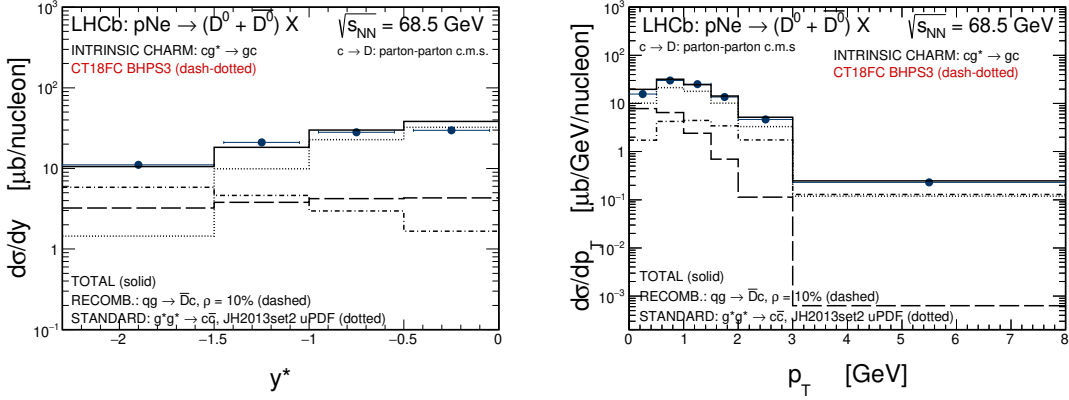 LHCb: pNe → (D⁰ + D̅⁰) X √s_NN = 68.5 GeV
INTRINSIC CHARM: cg* → gc
c → D: parton-parton c.m.s.
CT18FC BHPS3 (dash-dotted)
dσ/dy [μb/nucleon]
10³
10²
10
1
10⁻¹
TOTAL (solid)
RECOMB.: qg → D̅c, ρ = 10% (dashed)
STANDARD: g*g* → cc̅, JH2013set2 uPDF (dotted)
−2 −1.5 −1 −0.5 0
y*
LHCb: pNe → (D⁰ + D̅⁰) X √s_NN = 68.5 GeV
c → D: parton-parton c.m.s
INTRINSIC CHARM: cg* → gc
CT18FC BHPS3 (dash-dotted)
dσ/dp_T [μb/GeV/nucleon]
10³
10²
10
1
10⁻¹
10⁻²
10⁻³
TOTAL (solid)
RECOMB.: qg → D̅c, ρ = 10% (dashed)
STANDARD: g*g* → cc̅, JH2013set2 uPDF (dotted)
0 1 2 3 4 5 6 7 8
p_T [GeV]